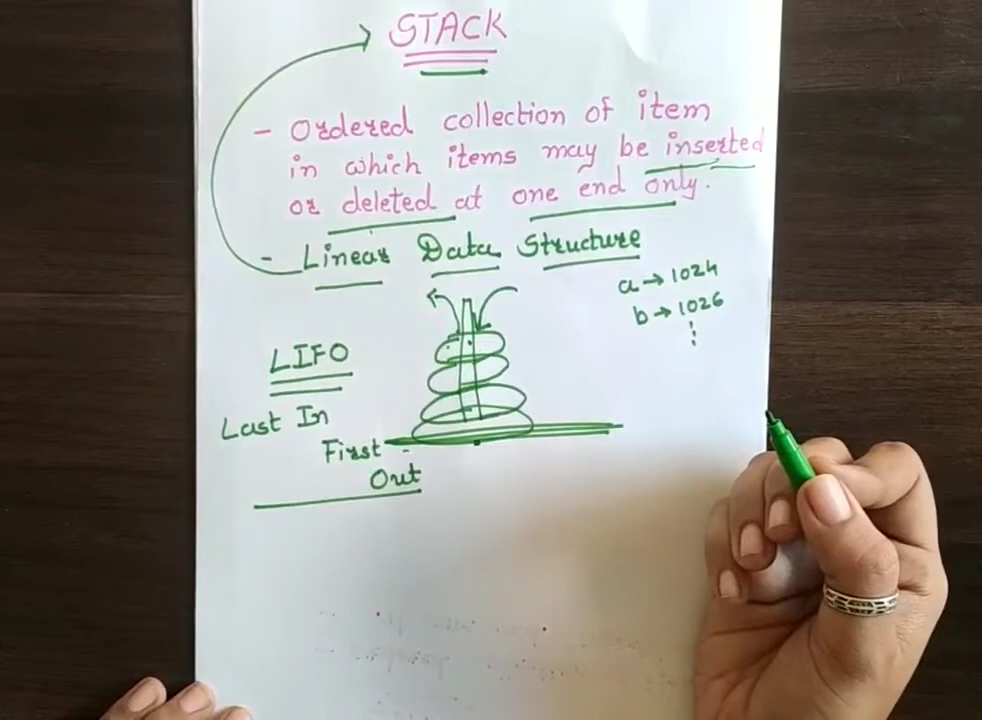 STACK
- Ordered collection of item
in which items may be inserted
or deleted at one end only.
- Linear Data Structure
a → 1024
b → 1026
LIFO
Last In
First
Out